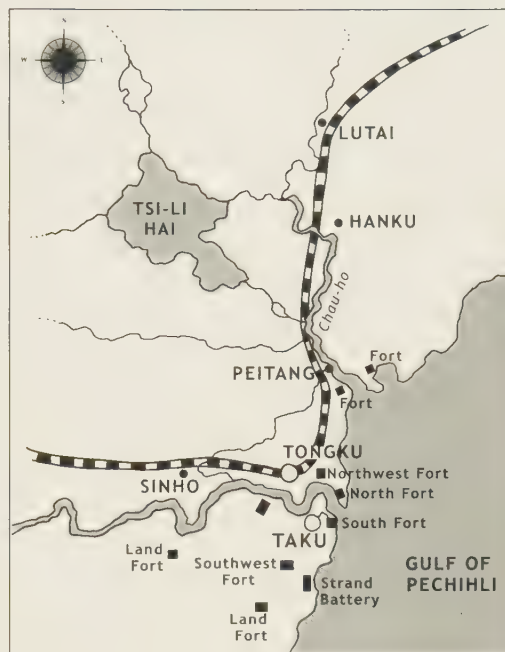 N
W
E
S
LUTAI
TSI-LI
HAI
HANKU
Chau-ho
PEITANG
Fort
Fort
TONGKU
Northwest Fort
SINHO
North Fort
South Fort
TAKU
Land
Fort
Southwest
Fort
GULF OF
PECHIHLI
Strand
Battery
Land
Fort